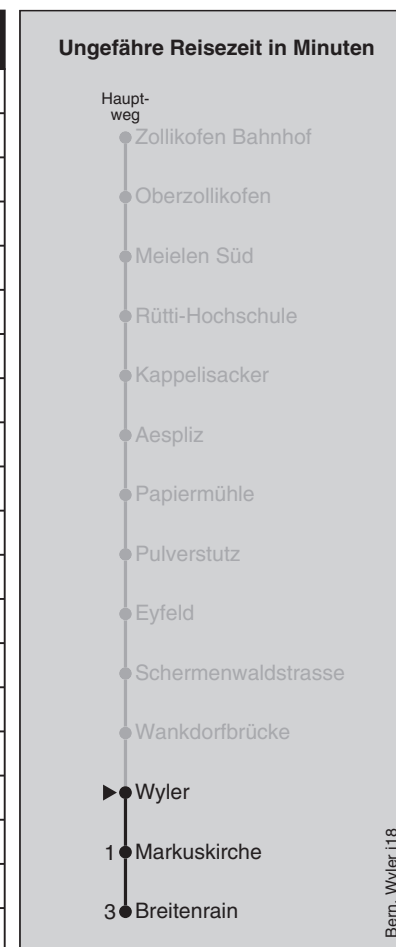 Ungefähre Reisezeit in Minuten
Haupt-
weg
Zollikofen Bahnhof
Oberzollikofen
Meielen Süd
Rütti-Hochschule
Kappelisacker
Aespliz
Papiermühle
Pulverstutz
Eyfeld
Schermenwaldstrasse
Wankdorfbrücke
Wyler
1 Markuskirche
3 Breitenrain
Bern, Wyler j18